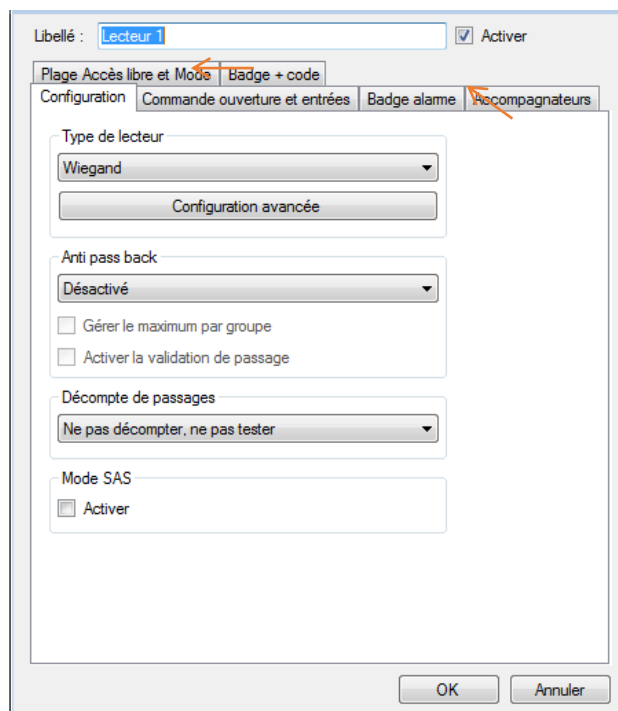 Libellé : Lecteur 1 Activer
Plage Accès libre et Mode Badge + code
Configuration Commande ouverture et entrées Badge alarme Accompagnateurs
Type de lecteur
Wiegand
Configuration avancée
Anti pass back
Désactivé
Gérer le maximum par groupe
Activer la validation de passage
Décompte de passages
Ne pas décompter, ne pas tester
Mode SAS
Activer
OK Annuler